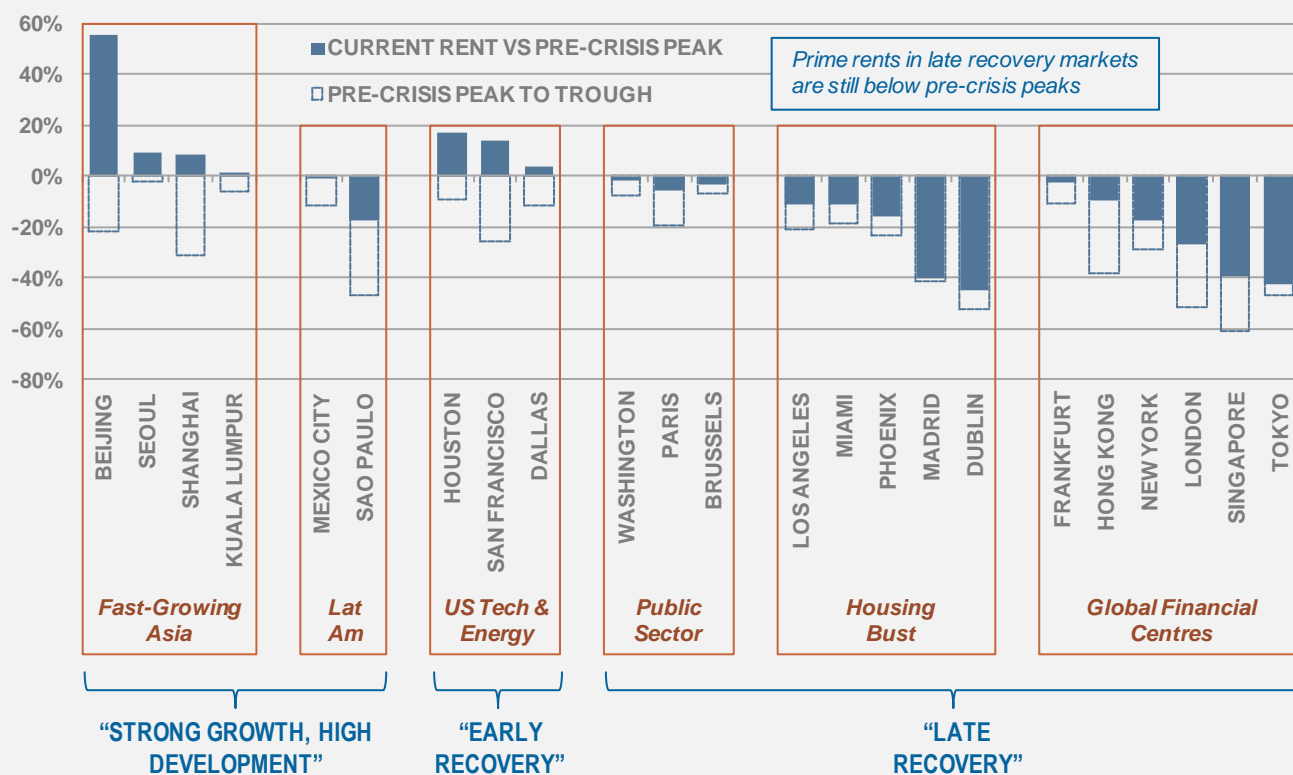 60%
40%
20%
0%
-20%
-40%
-60%
-80%
CURRENT RENT VS PRE-CRISIS PEAK
PRE-CRISIS PEAK TO TROUGH
Prime rents in late recovery markets
are still below pre-crisis peaks
BEIJING
SEOUL
SHANGHAI
KUALA LUMPUR
MEXICO CITY
SAO PAULO
HOUSTON
SAN FRANCISCO
DALLAS
WASHINGTON
PARIS
BRUSSELS
LOS ANGELES
MIAMI
PHOENIX
MADRID
DUBLIN
FRANKFURT
HONG KONG
NEW YORK
LONDON
SINGAPORE
TOKYO
Fast-Growing
Asia
Lat
Am
US Tech &
Energy
Public
Sector
Housing
Bust
Global Financial
Centres
“STRONG GROWTH, HIGH
DEVELOPMENT”
“EARLY
RECOVERY”
“LATE
RECOVERY”